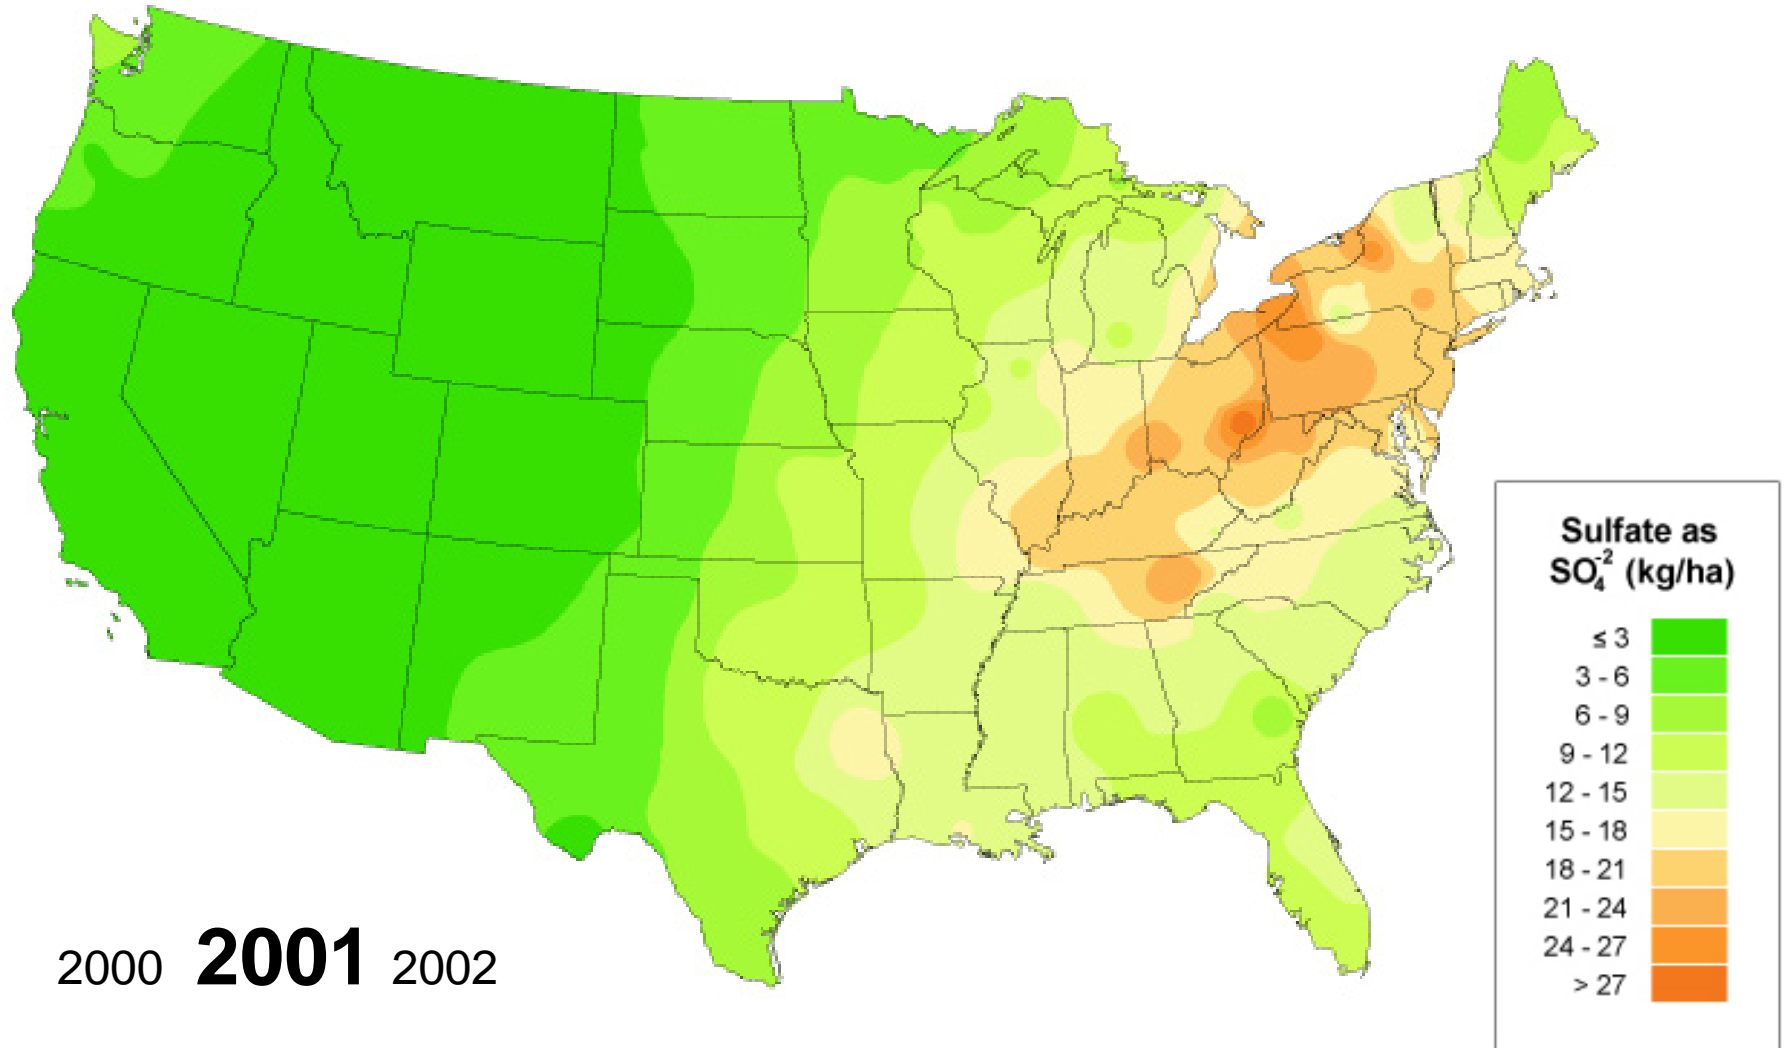 Sulfate as
SO₄⁻² (kg/ha)
≤ 3
3 - 6
6 - 9
9 - 12
12 - 15
15 - 18
18 - 21
21 - 24
24 - 27
> 27
2000 2001 2002